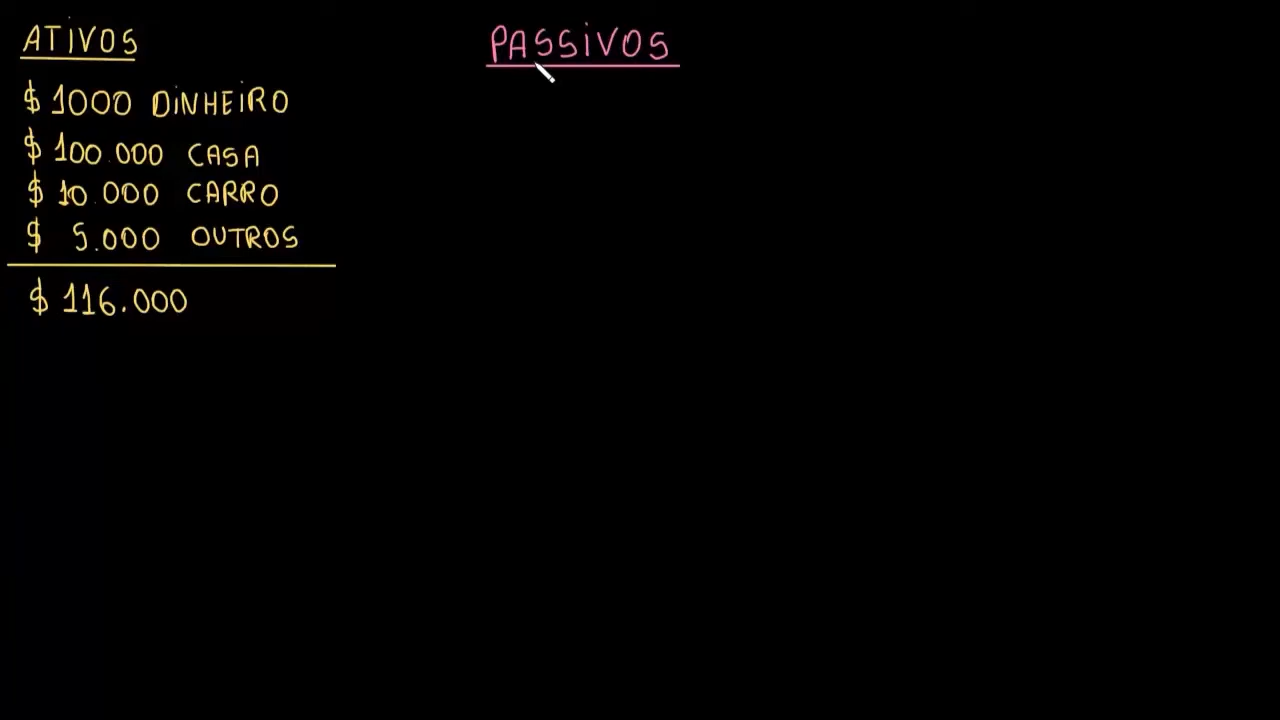 ATIVOS
$ 1000 DINHEIRO
$ 100.000 CASA
$ 10.000 CARRO
$ 5.000 OUTROS
$ 116.000
PASSIVOS